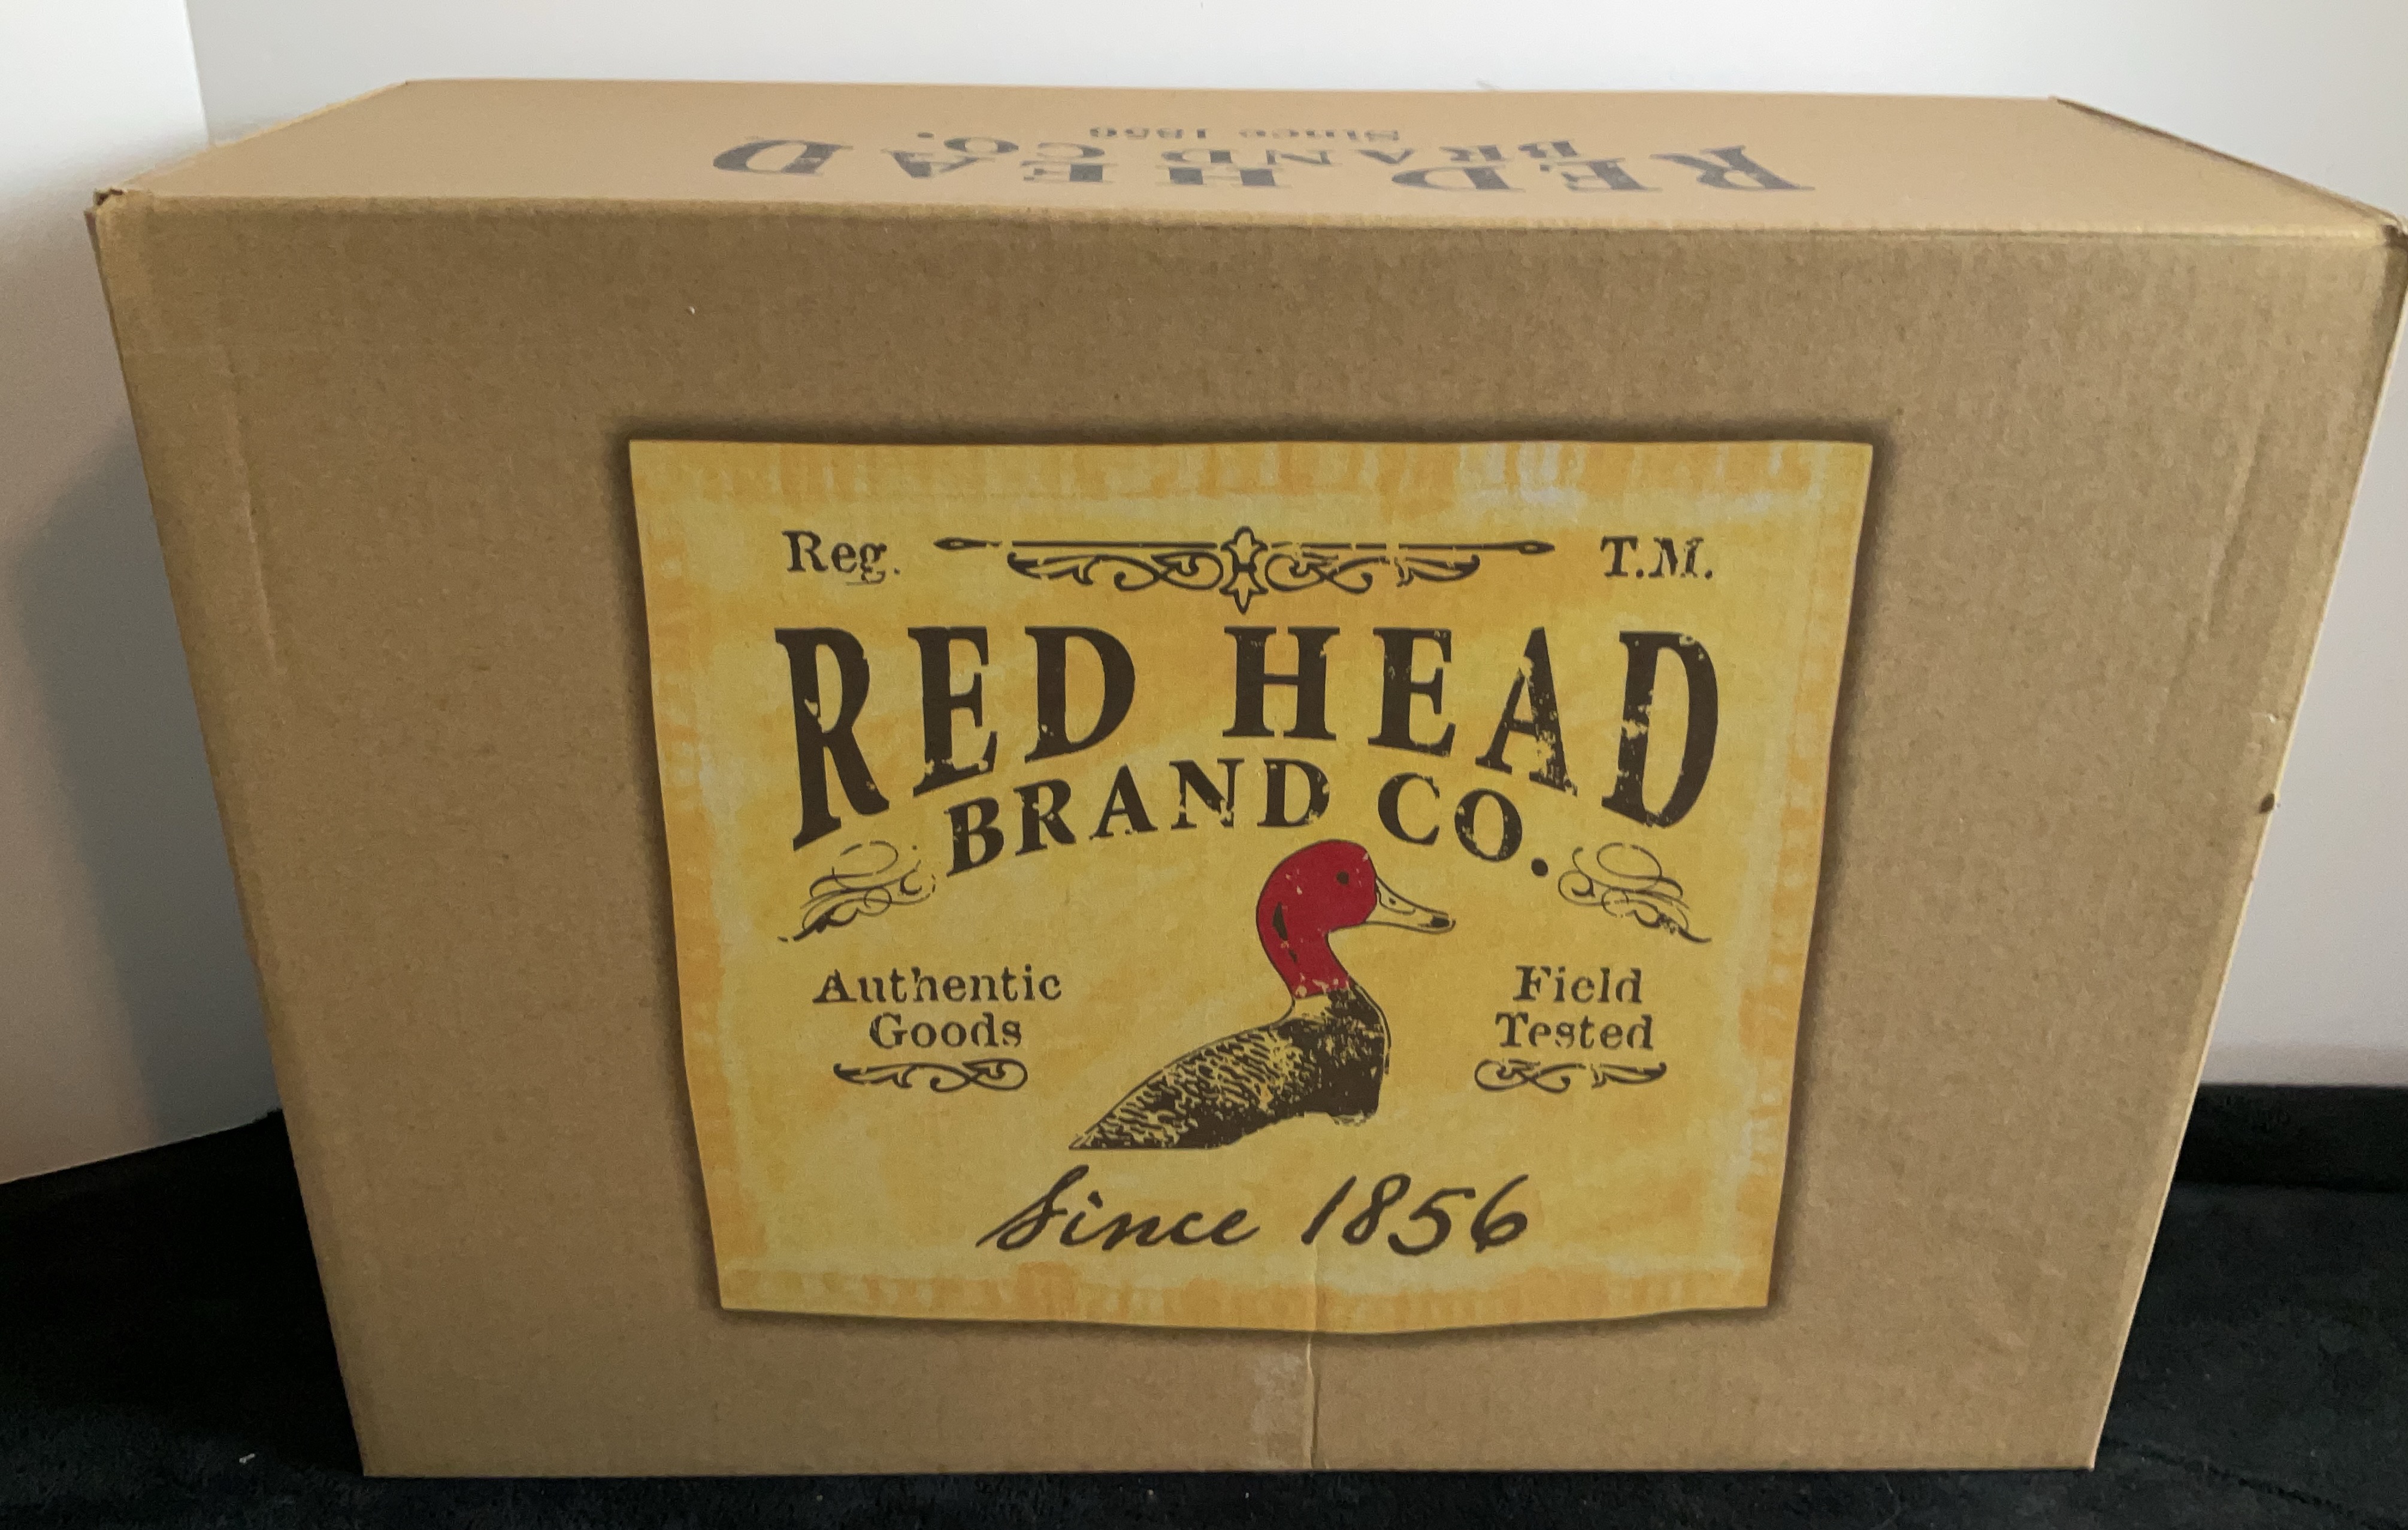 RED HEAD
BRAND CO.
Since 1856
Reg. T.M.
RED HEAD
BRAND CO.
Authentic
Goods
Field
Tested
Since 1856